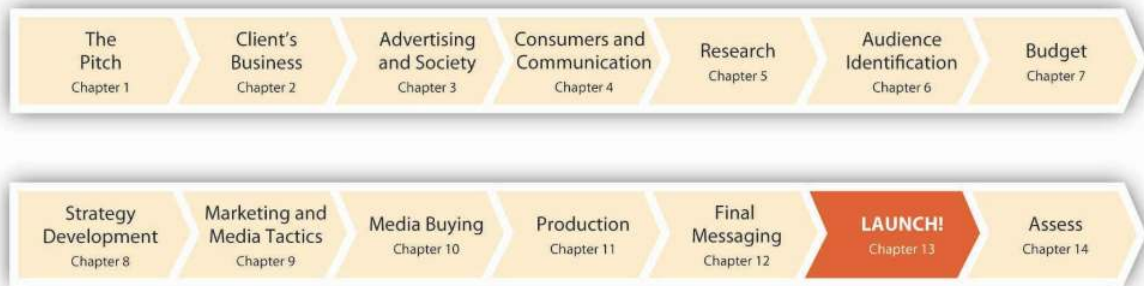 The
Pitch
Chapter 1
Client's
Business
Chapter 2
Advertising
and Society
Chapter 3
Consumers and
Communication
Chapter 4
Research
Chapter 5
Audience
Identification
Chapter 6
Budget
Chapter 7
Strategy
Development
Chapter 8
Marketing and
Media Tactics
Chapter 9
Media Buying
Chapter 10
Production
Chapter 11
Final
Messaging
Chapter 12
LAUNCH!
Chapter 13
Assess
Chapter 14